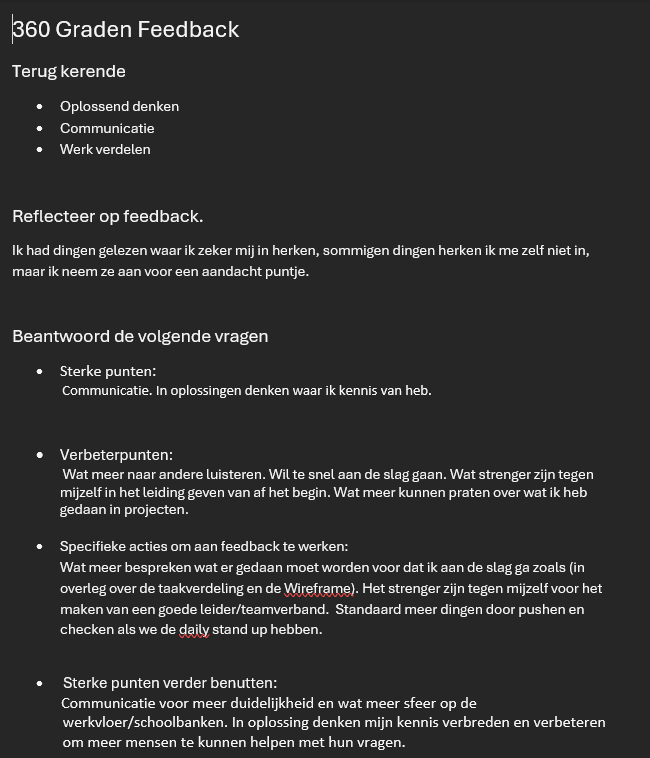 360 Graden Feedback
Terug kerende
• Oplossend denken
• Communicatie
• Werk verdelen
Reflecteer op feedback.
Ik had dingen gelezen waar ik zeker mij in herken, sommigen dingen herken ik me zelf niet in,
maar ik neem ze aan voor een aandacht puntje.
Beantwoord de volgende vragen
• Sterke punten:
Communicatie. In oplossingen denken waar ik kennis van heb.
• Verbeterpunten:
Wat meer naar andere luisteren. Wil te snel aan de slag gaan. Wat strenger zijn tegen
mijzelf in het leiding geven van af het begin. Wat meer kunnen praten over wat ik heb
gedaan in projecten.
• Specifieke acties om aan feedback te werken:
Wat meer bespreken wat er gedaan moet worden voor dat ik aan de slag ga zoals (in
overleg over de taakverdeling en de Wireframe). Het strenger zijn tegen mijzelf voor het
maken van een goede leider/teamverband. Standaard meer dingen door pushen en
checken als we de daily stand up hebben.
• Sterke punten verder benutten:
Communicatie voor meer duidelijkheid en wat meer sfeer op de
werkvloer/schoolbanken. In oplossing denken mijn kennis verbreden en verbeteren
om meer mensen te kunnen helpen met hun vragen.